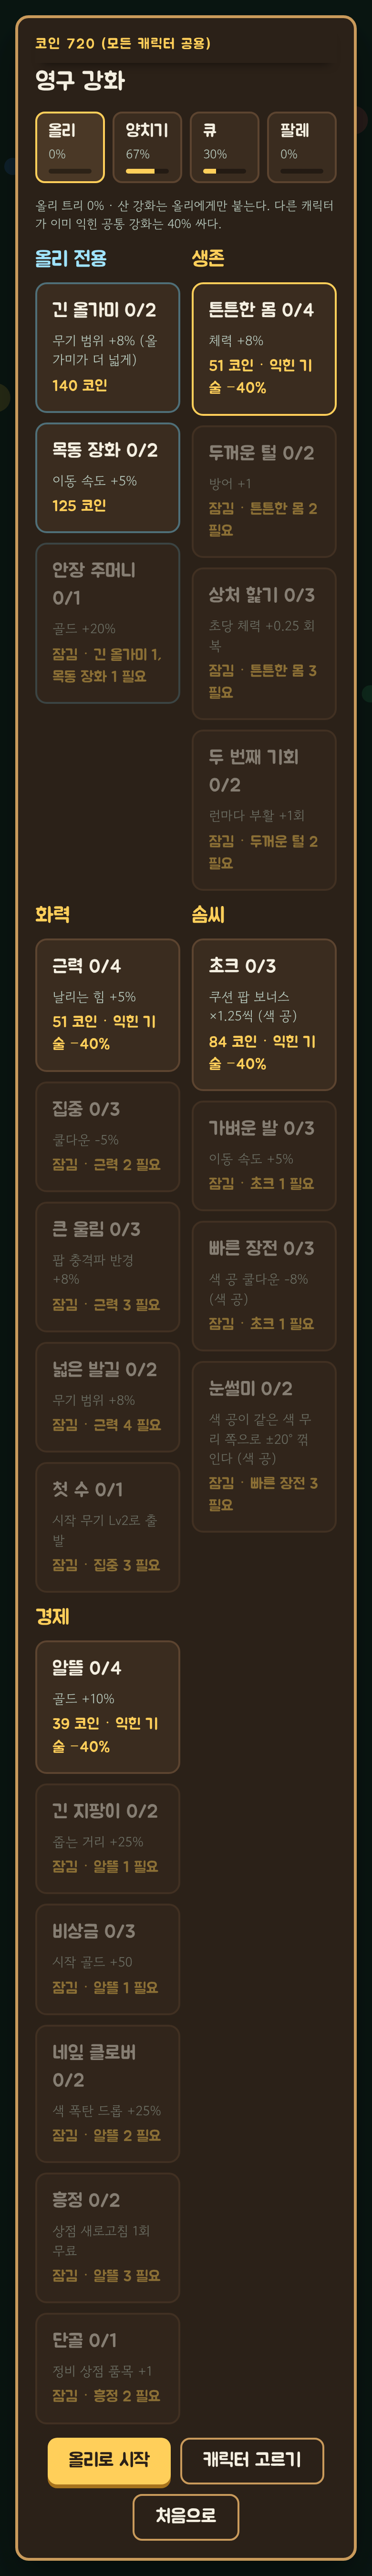 코인 720 (모든 캐릭터 공용)
영구 강화
올리
0%
양치기
67%
큐
30%
팔레
0%
올리 트리 0% · 산 강화는 올리에게만 붙는다. 다른 캐릭터
가 이미 익힌 공통 강화는 40% 싸다.
올리 전용
긴 올가미 0/2
무기 범위 +8% (올
가미가 더 넓게)
140 코인
목동 장화 0/2
이동 속도 +5%
125 코인
안장 주머니
0/1
골드 +20%
잠김 · 긴 올가미 1,
목동 장화 1 필요
생존
튼튼한 몸 0/4
체력 +8%
51 코인 · 익힌 기
술 −40%
두꺼운 털 0/2
방어 +1
잠김 · 튼튼한 몸 2
필요
상처 핥기 0/3
초당 체력 +0.25 회
복
잠김 · 튼튼한 몸 3
필요
두 번째 기회
0/2
런마다 부활 +1회
잠김 · 두꺼운 털 2
필요
화력
근력 0/4
날리는 힘 +5%
51 코인 · 익힌 기
술 −40%
집중 0/3
쿨다운 -5%
잠김 · 근력 2 필요
큰 울림 0/3
팝 충격파 반경
+8%
잠김 · 근력 3 필요
넓은 발길 0/2
무기 범위 +8%
잠김 · 근력 4 필요
첫 수 0/1
시작 무기 Lv2로 출
발
잠김 · 집중 3 필요
솜씨
초크 0/3
쿠션 팝 보너스
×1.25씩 (색 공)
84 코인 · 익힌 기
술 −40%
가벼운 발 0/3
이동 속도 +5%
잠김 · 초크 1 필요
빠른 장전 0/3
색 공 쿨다운 -8%
(색 공)
잠김 · 초크 1 필요
눈썰미 0/2
색 공이 같은 색 무
리 쪽으로 ±20° 꺾
인다 (색 공)
잠김 · 빠른 장전 3
필요
경제
알뜰 0/4
골드 +10%
39 코인 · 익힌 기
술 −40%
긴 지팡이 0/2
줍는 거리 +25%
잠김 · 알뜰 1 필요
비상금 0/3
시작 골드 +50
잠김 · 알뜰 1 필요
네잎 클로버
0/2
색 폭탄 드롭 +25%
잠김 · 알뜰 2 필요
흥정 0/2
상점 새로고침 1회
무료
잠김 · 알뜰 3 필요
단골 0/1
정비 상점 품목 +1
잠김 · 흥정 2 필요
올리로 시작
캐릭터 고르기
처음으로